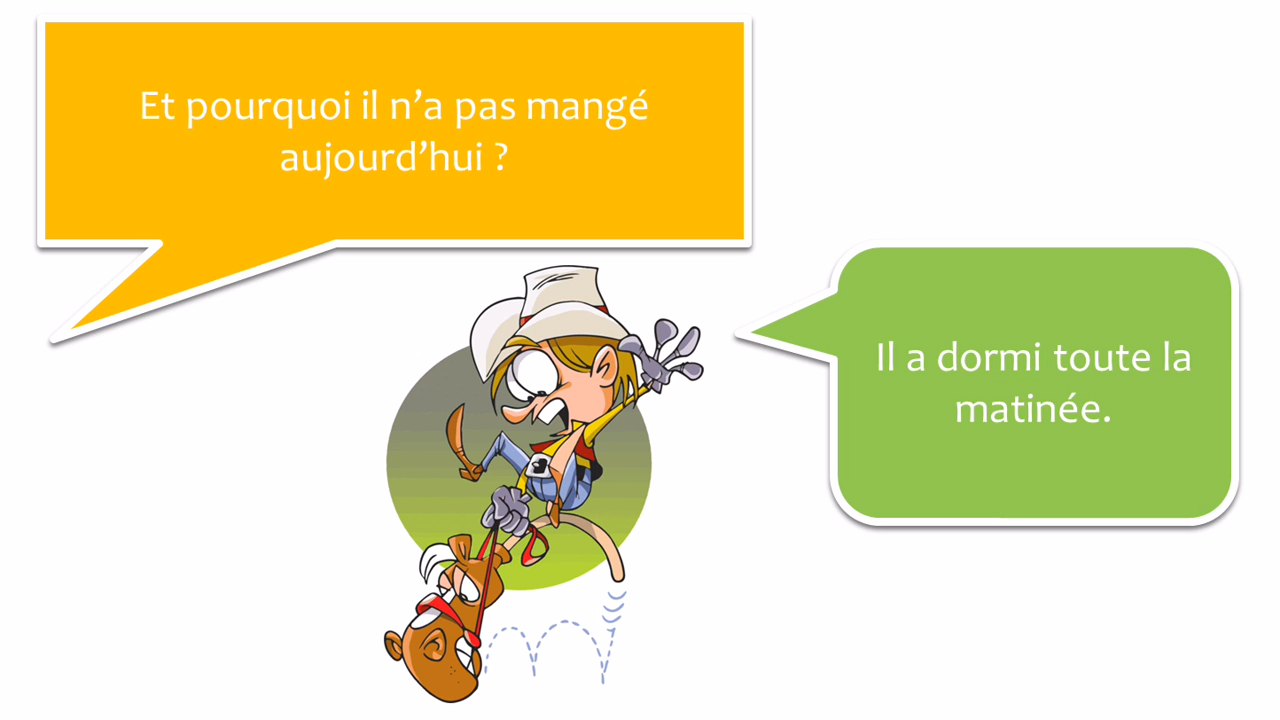 Et pourquoi il n’a pas mangé
aujourd’hui ?
Il a dormi toute la
matinée.